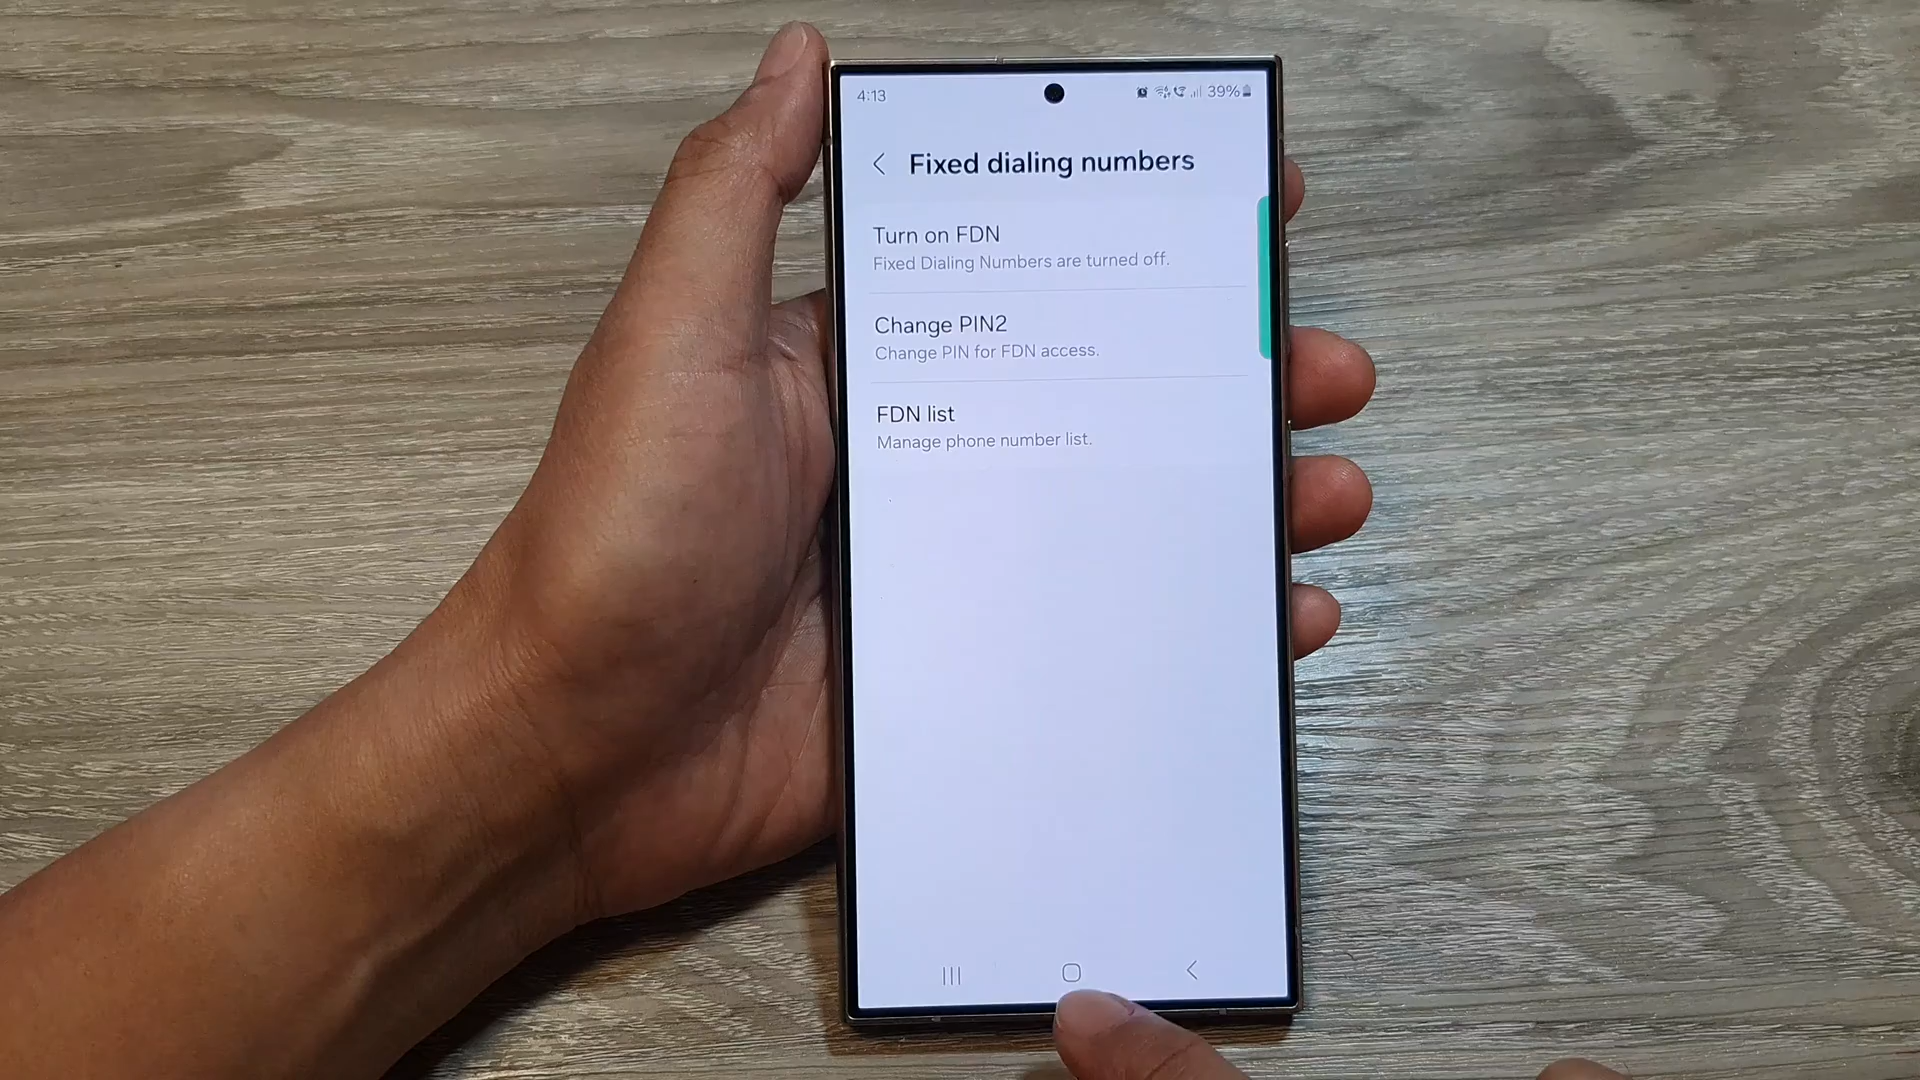 4:13
39%
Fixed dialing numbers
Turn on FDN
Fixed Dialing Numbers are turned off.
Change PIN2
Change PIN for FDN access.
FDN list
Manage phone number list.